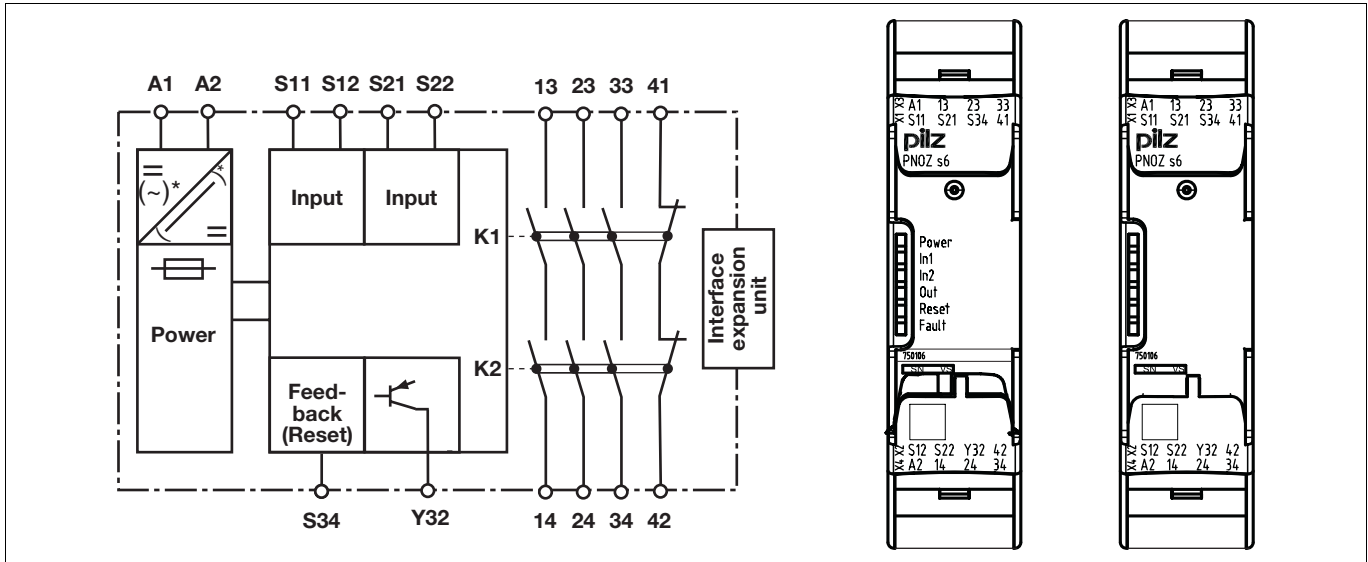 A1 A2 S11 S12 S21 S22 13 23 33 41
=
(~)*
*
=
Power
Input
Input
K1
K2
Feed-
back
(Reset)
Interface
expansion
unit
S34 Y32 14 24 34 42
X3 A1 13 23 33
X1 S11 S21 S34 41
pilz
PNOZ s6
Power
In1
In2
Out
Reset
Fault
750106
SN VS
X2 S12 S22 Y32 42
X4 A2 14 24 34
X3 A1 13 23 33
X1 S11 S21 S34 41
pilz
PNOZ s6
750106
SN VS
X2 S12 S22 Y32 42
X4 A2 14 24 34